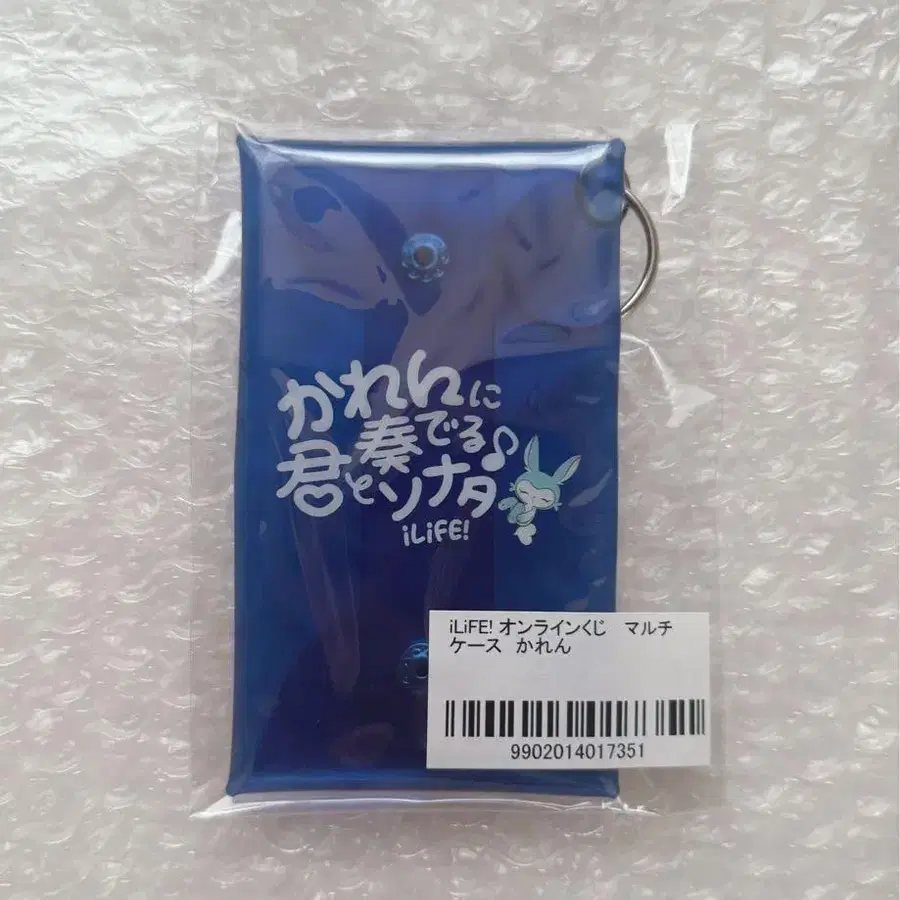 かれんに
奏でる♪
君とソナタ
iLiFE!
iLiFE! オンラインくじ　マルチ
ケース　かれん
9902014017351